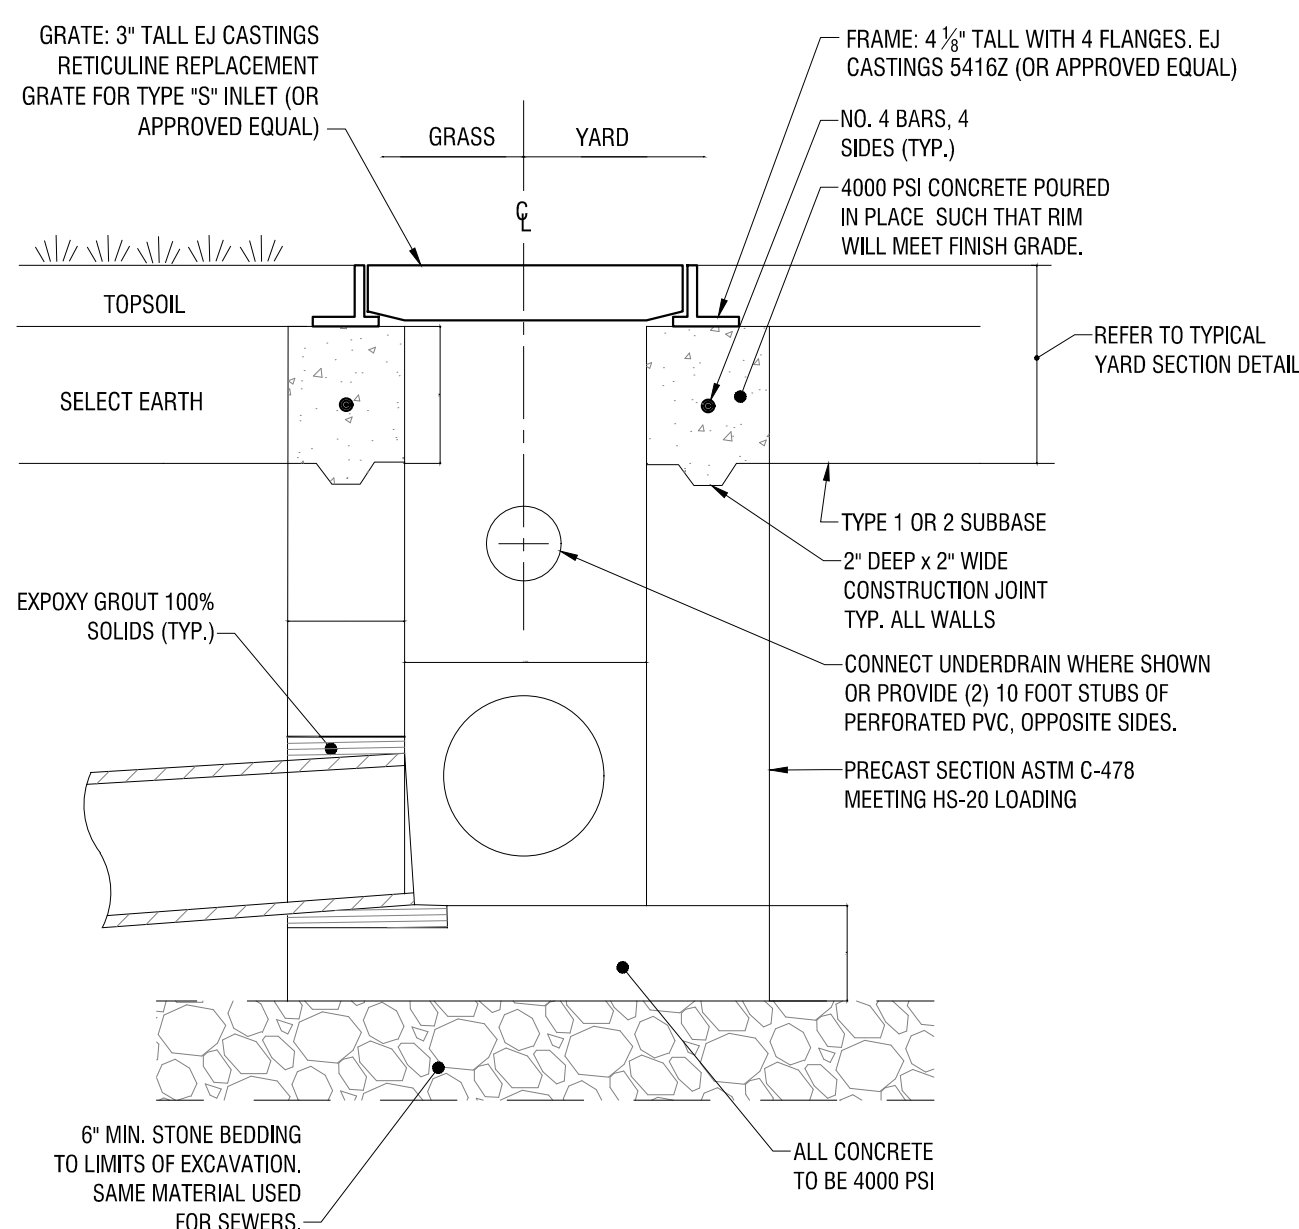 GRATE: 3" TALL EJ CASTINGS
RETICULINE REPLACEMENT
GRATE FOR TYPE "S" INLET (OR
APPROVED EQUAL)
FRAME: 4 1/8" TALL WITH 4 FLANGES. EJ
CASTINGS 5416Z (OR APPROVED EQUAL)
NO. 4 BARS, 4
SIDES (TYP.)
4000 PSI CONCRETE POURED
IN PLACE SUCH THAT RIM
WILL MEET FINISH GRADE.
GRASS
YARD
CL
TOPSOIL
SELECT EARTH
REFER TO TYPICAL
YARD SECTION DETAIL
TYPE 1 OR 2 SUBBASE
2" DEEP x 2" WIDE
CONSTRUCTION JOINT
TYP. ALL WALLS
EXPOXY GROUT 100%
SOLIDS (TYP.)
CONNECT UNDERDRAIN WHERE SHOWN
OR PROVIDE (2) 10 FOOT STUBS OF
PERFORATED PVC, OPPOSITE SIDES.
PRECAST SECTION ASTM C-478
MEETING HS-20 LOADING
6" MIN. STONE BEDDING
TO LIMITS OF EXCAVATION.
SAME MATERIAL USED
FOR SEWERS.
ALL CONCRETE
TO BE 4000 PSI